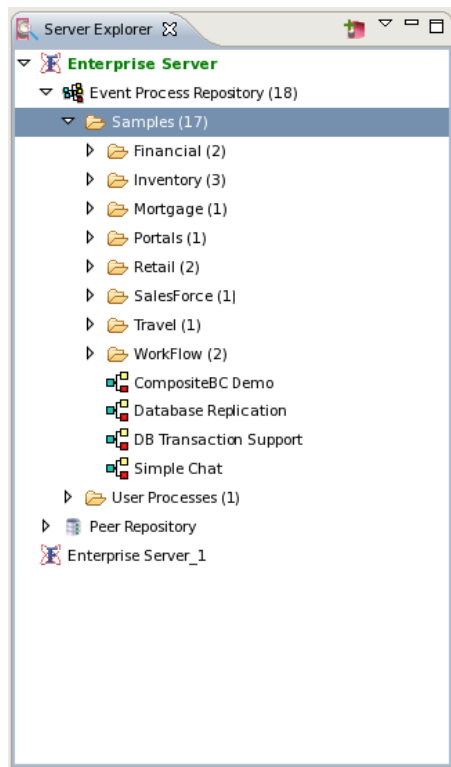 Server Explorer
Enterprise Server
Event Process Repository (18)
Samples (17)
Financial (2)
Inventory (3)
Mortgage (1)
Portals (1)
Retail (2)
SalesForce (1)
Travel (1)
WorkFlow (2)
CompositeBC Demo
Database Replication
DB Transaction Support
Simple Chat
User Processes (1)
Peer Repository
Enterprise Server_1